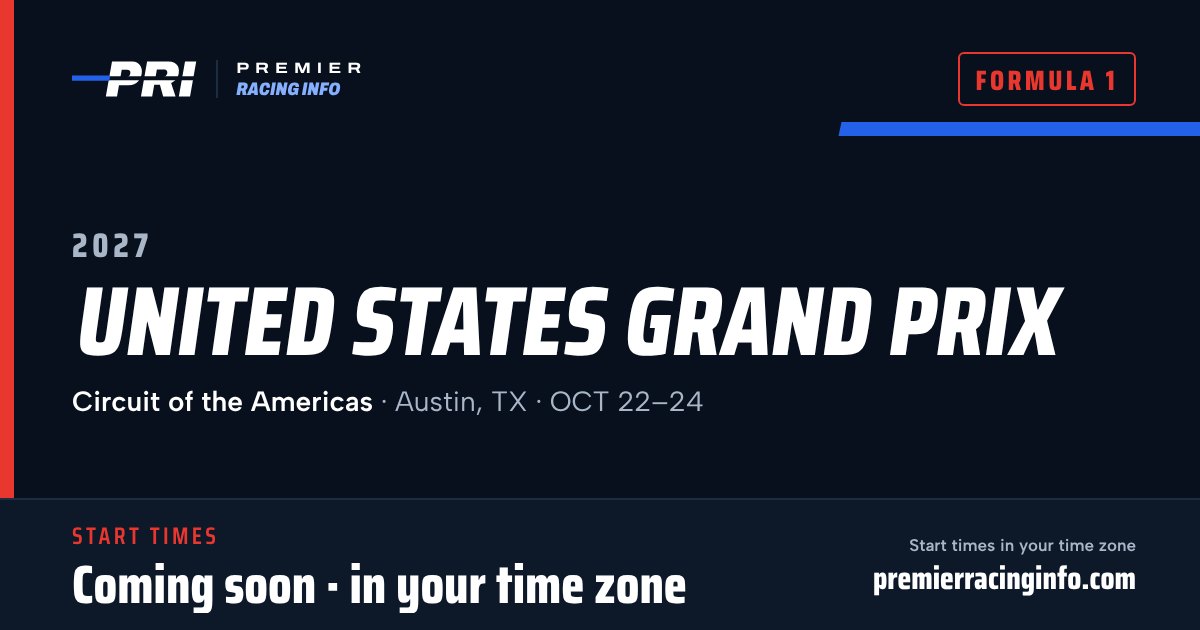 PRI
PREMIER
RACING INFO
FORMULA 1
2027
UNITED STATES GRAND PRIX
Circuit of the Americas · Austin, TX · OCT 22–24
START TIMES
Coming soon · in your time zone
Start times in your time zone
premierracinginfo.com